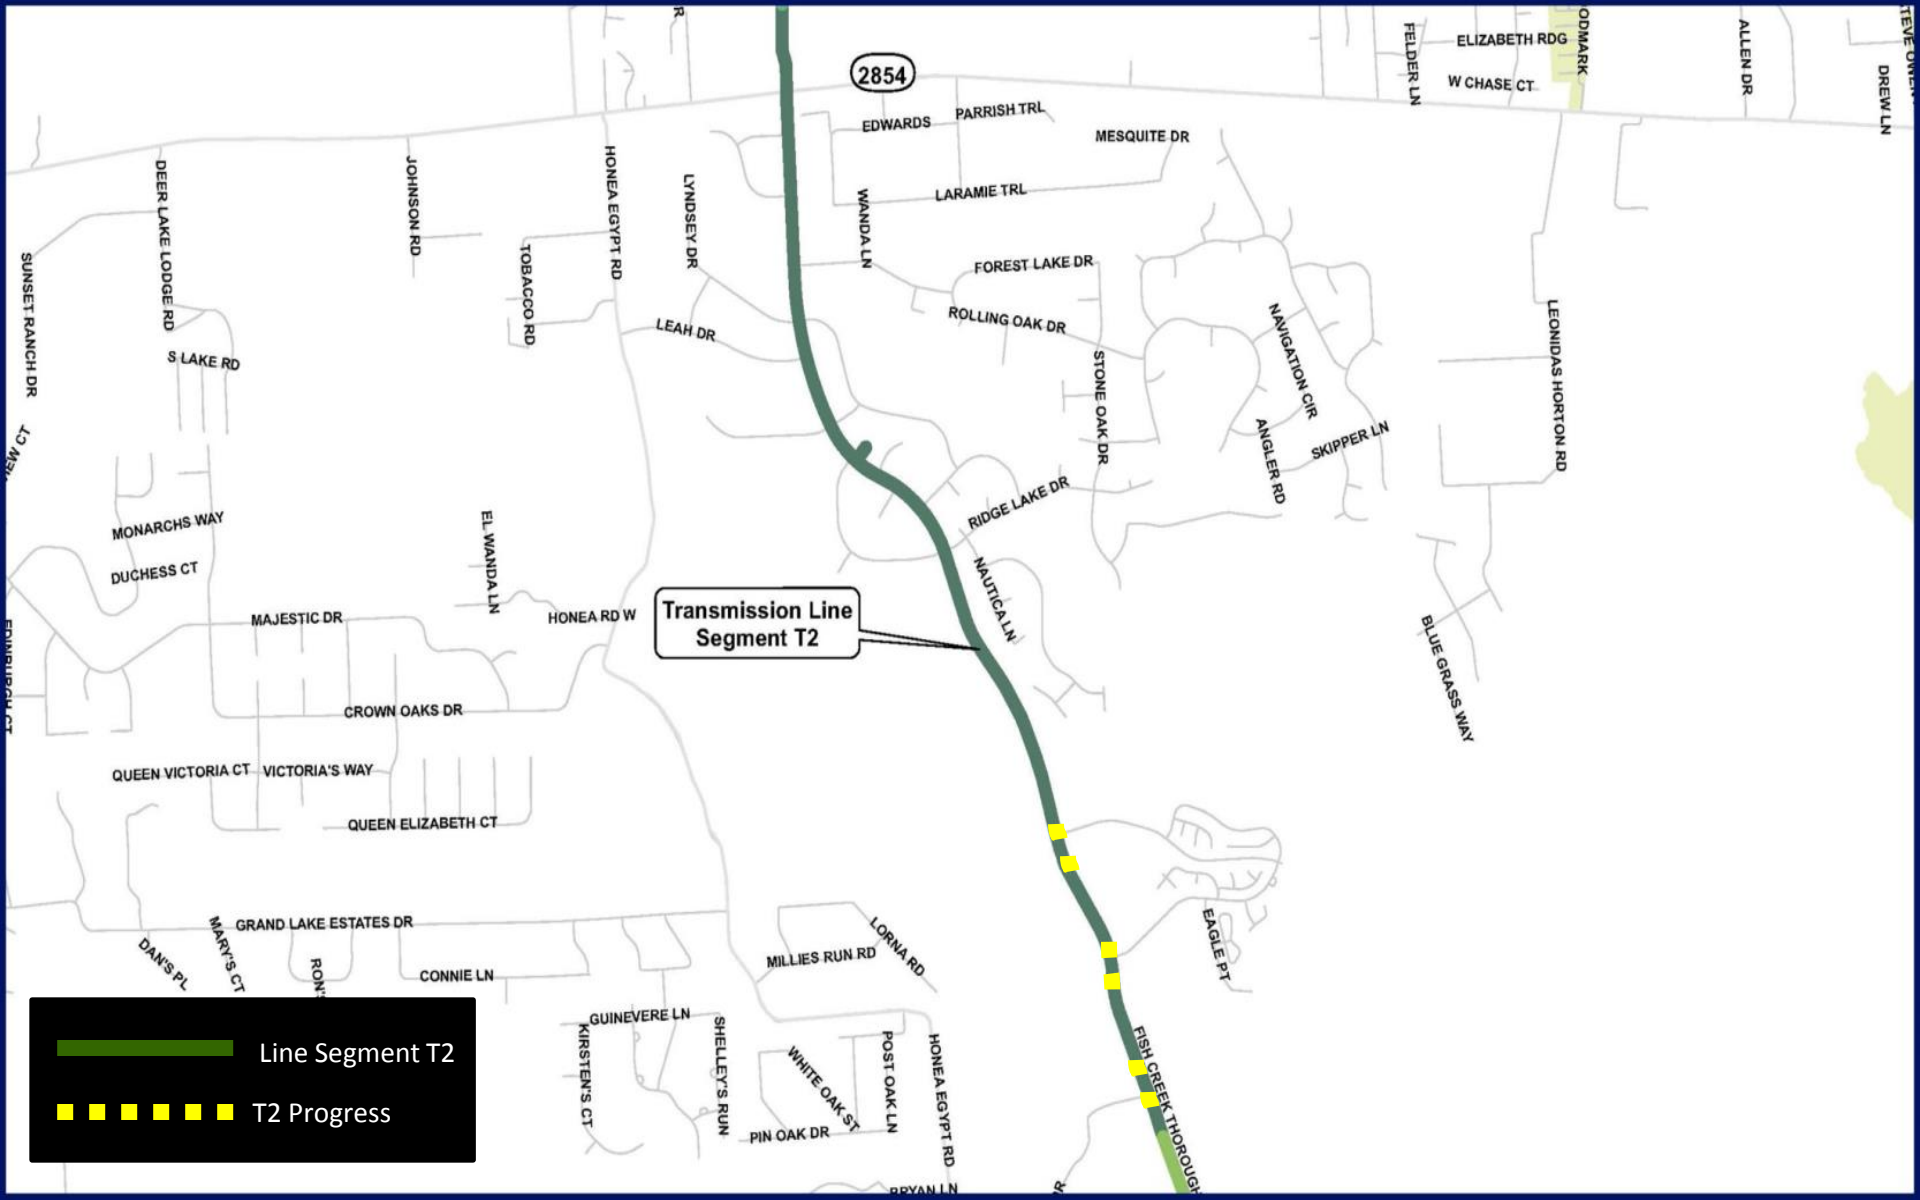 2854
FELDER LN
ELIZABETH RDG
W CHASE CT
ODMARK
ALLEN DR
DREW LN
EDWARDS
PARRISH TRL
MESQUITE DR
LARAMIE TRL
WANDA LN
FOREST LAKE DR
ROLLING OAK DR
DEER LAKE LODGE RD
JOHNSON RD
HONEA EGYPT RD
LYNDSEY DR
TOBACCO RD
LEAH DR
SUNSET RANCH DR
S LAKE RD
STONE OAK DR
NAVIGATION CIR
ANGLER RD
SKIPPER LN
LEONIDAS HORTON RD
RIDGE LAKE DR
NAUTICA LN
BLUE GRASS WAY
IEW CT
MONARCHS WAY
DUCHESS CT
EL WANDA LN
MAJESTIC DR
HONEA RD W
EDINBURGH CT
Transmission Line
Segment T2
CROWN OAKS DR
QUEEN VICTORIA CT
VICTORIA'S WAY
QUEEN ELIZABETH CT
GRAND LAKE ESTATES DR
DAN'S PL
MARY'S CT
RON'S
CONNIE LN
MILLIES RUN RD
LORNA RD
EAGLE PT
GUINEVERE LN
KIRSTEN'S CT
SHELLEY'S RUN
WHITE OAK ST
POST OAK LN
HONEA EGYPT RD
PIN OAK DR
BRYAN LN
FISH CREEK THOROUGH
Line Segment T2
T2 Progress